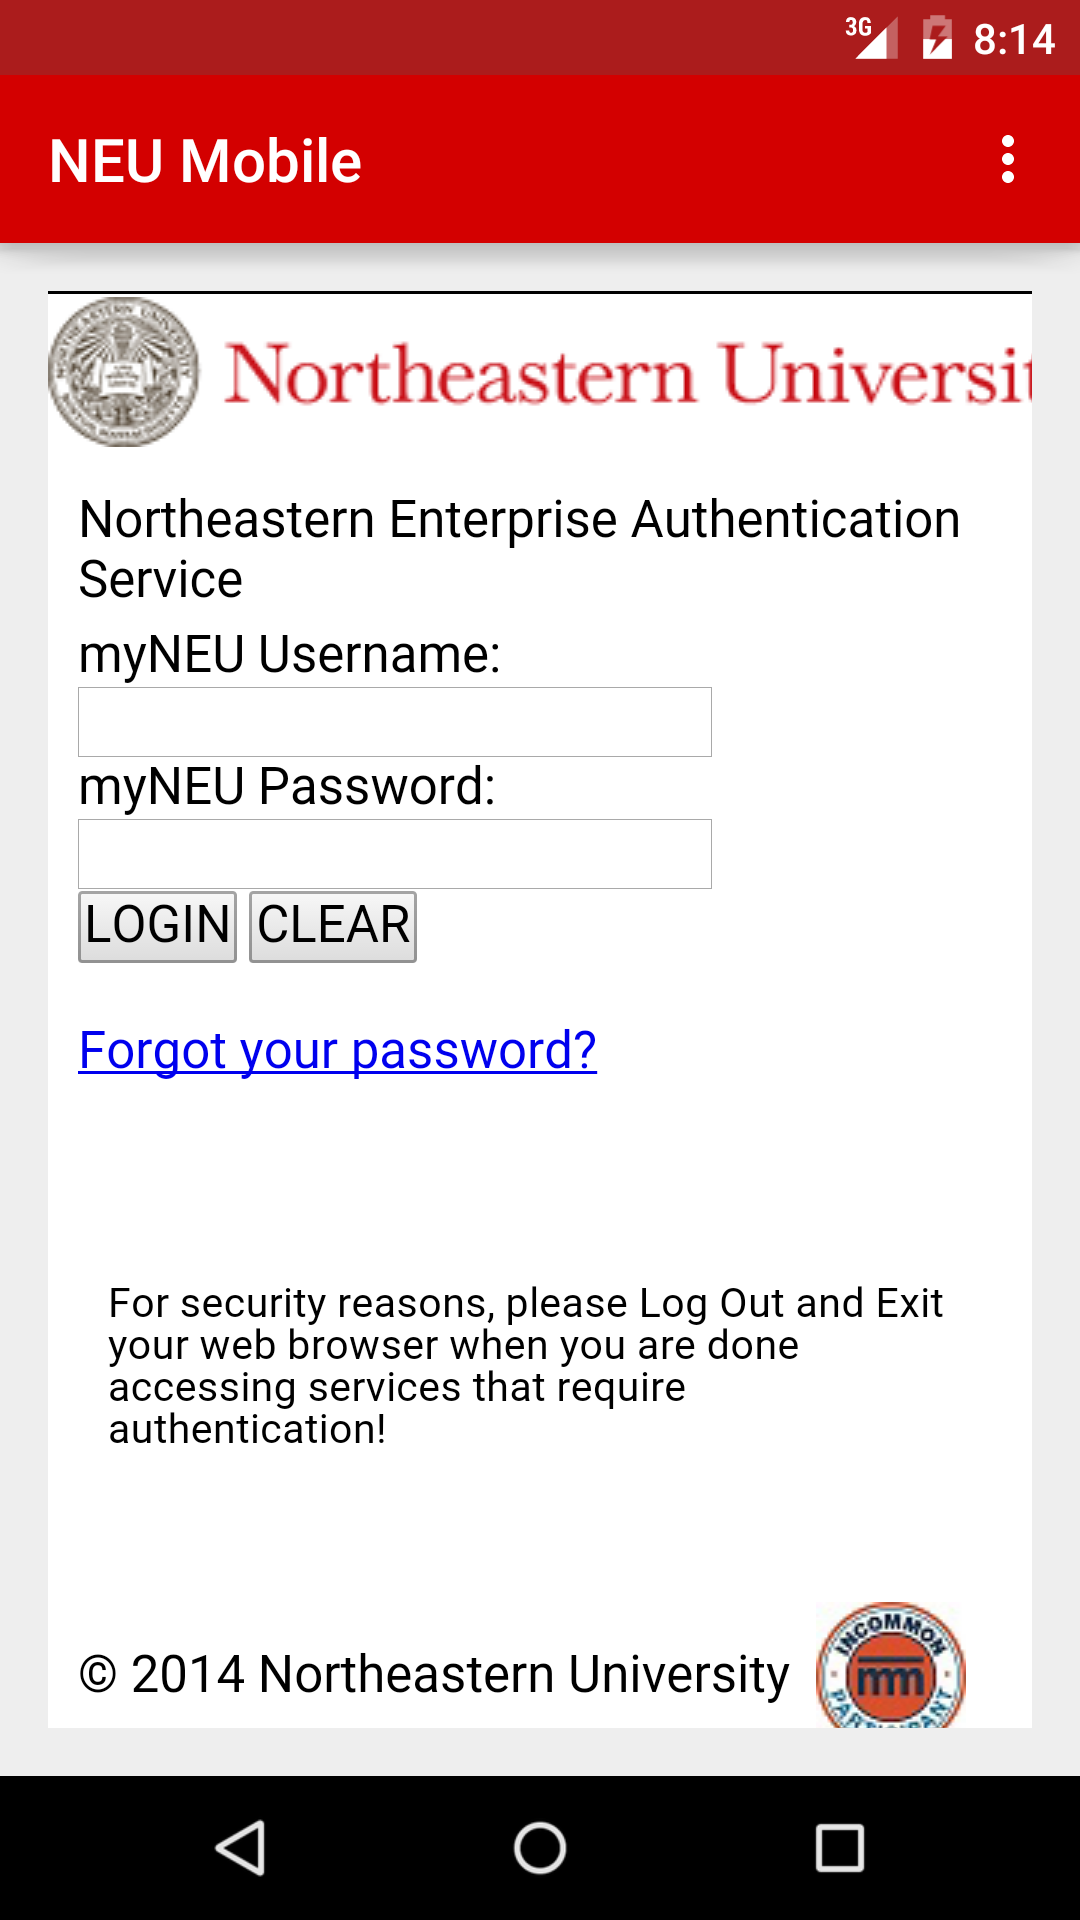 3G 8:14
NEU Mobile
Northeastern Universit
Northeastern Enterprise Authentication
Service
myNEU Username:
myNEU Password:
LOGIN CLEAR
Forgot your password?
For security reasons, please Log Out and Exit
your web browser when you are done
accessing services that require
authentication!
INCOMMON
© 2014 Northeastern University
PARTICIPANT